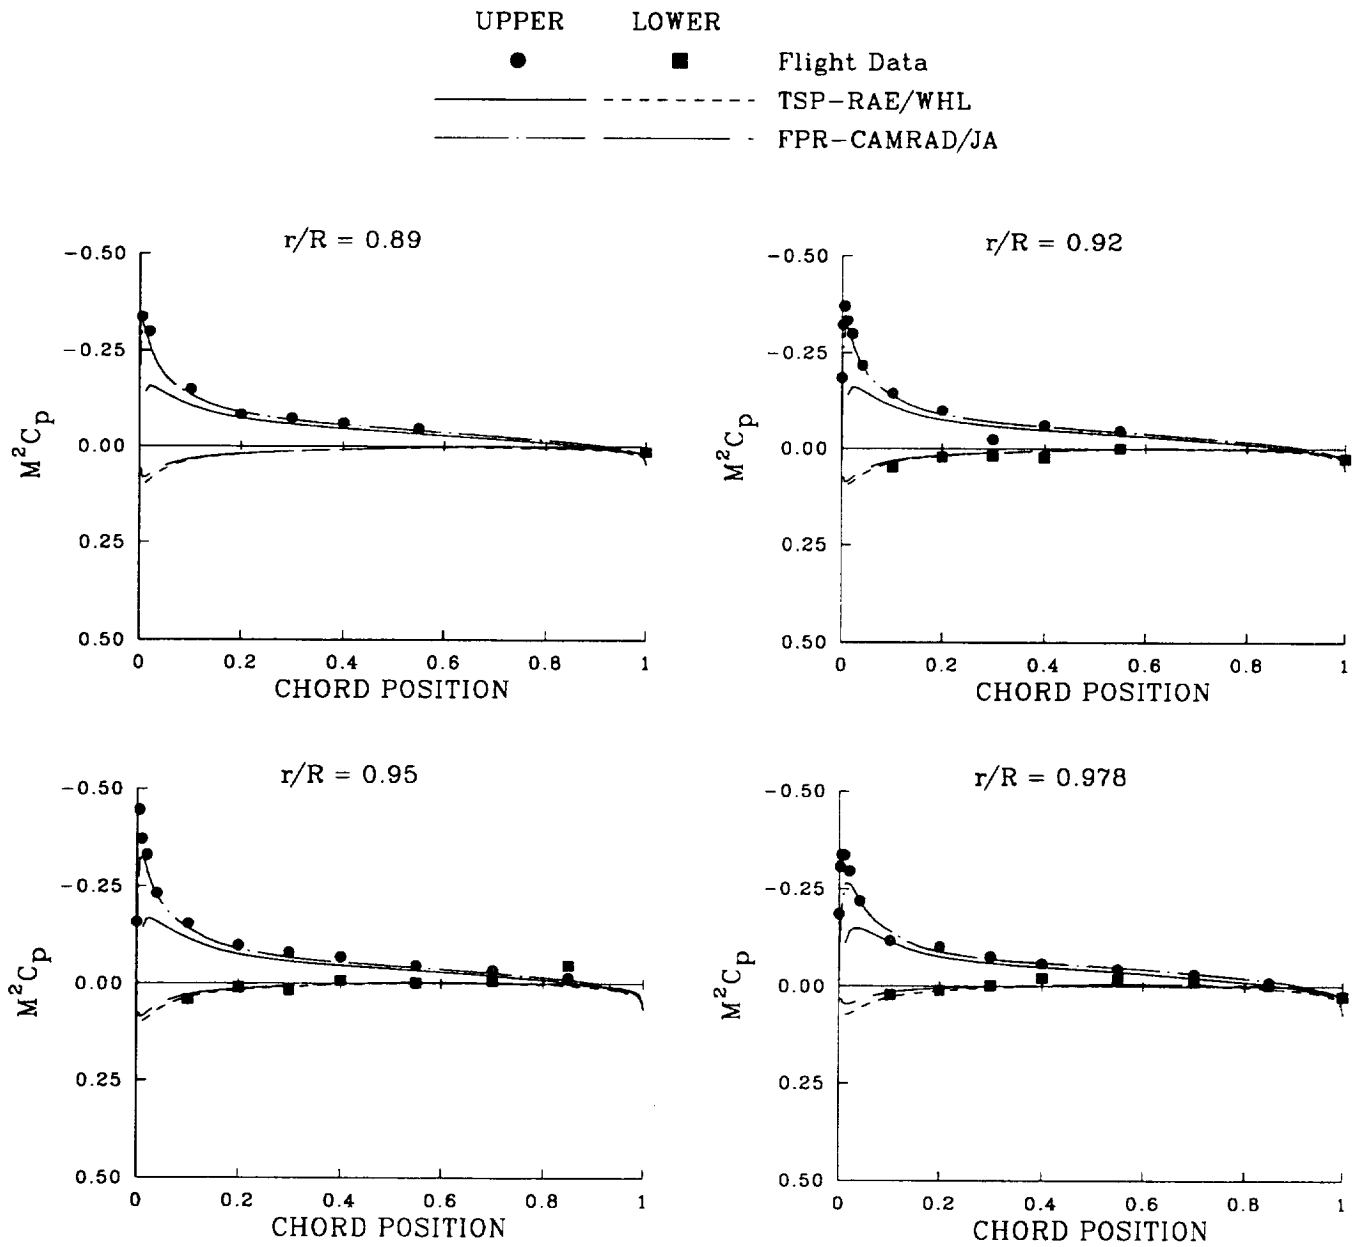 UPPER LOWER
Flight Data
TSP-RAE/WHL
FPR-CAMRAD/JA
r/R = 0.89
-0.50
-0.25
0.00
0.25
0.50
M²Cp
0 0.2 0.4 0.6 0.8 1
CHORD POSITION
r/R = 0.92
-0.50
-0.25
0.00
0.25
0.50
M²Cp
0 0.2 0.4 0.6 0.8 1
CHORD POSITION
r/R = 0.95
-0.50
-0.25
0.00
0.25
0.50
M²Cp
0 0.2 0.4 0.6 0.8 1
CHORD POSITION
r/R = 0.978
-0.50
-0.25
0.00
0.25
0.50
M²Cp
0 0.2 0.4 0.6 0.8 1
CHORD POSITION